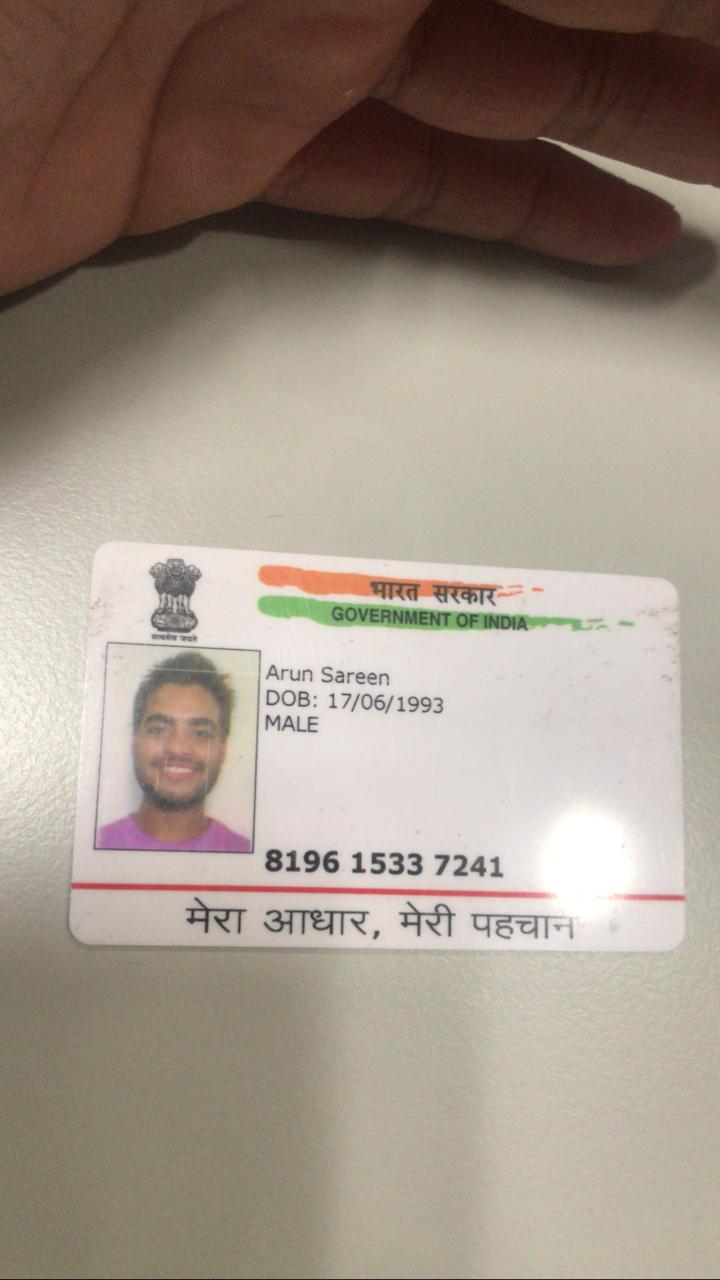 भारत सरकार
GOVERNMENT OF INDIA
सत्यमेव जयते
Arun Sareen
DOB: 17/06/1993
MALE
8196 1533 7241
मेरा आधार, मेरी पहचान